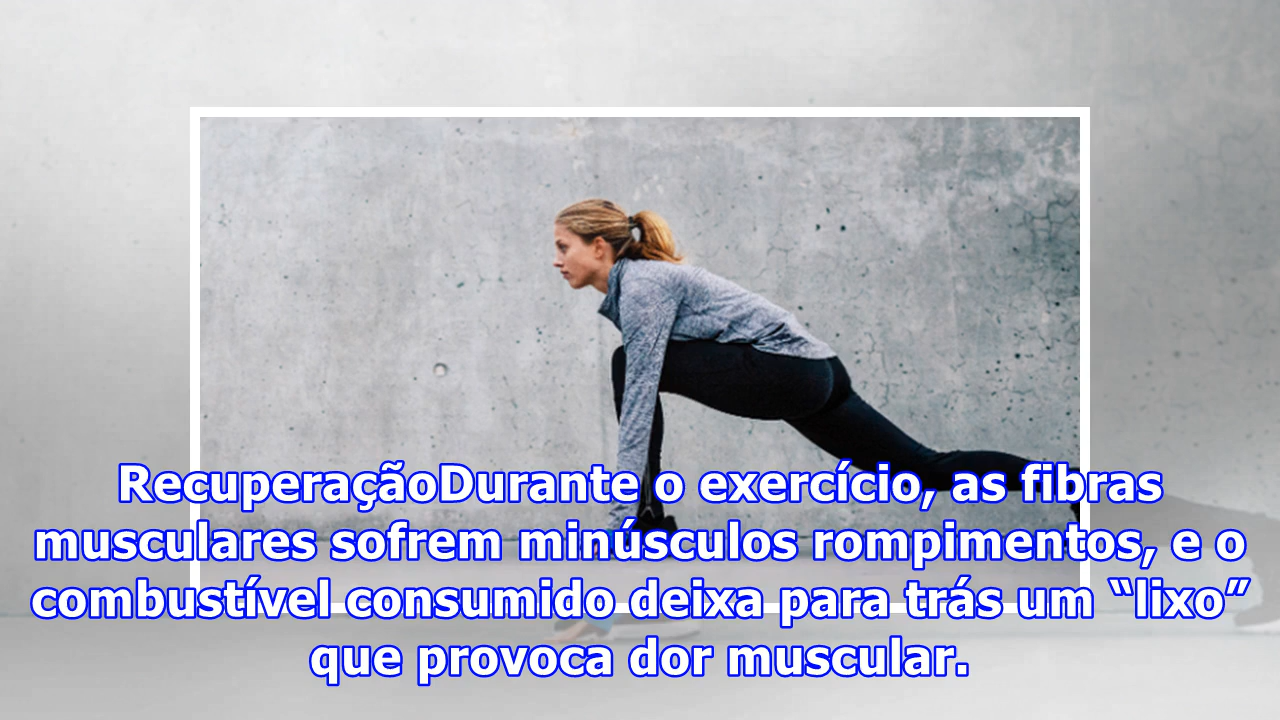 RecuperaçãoDurante o exercício, as fibras
musculares sofrem minúsculos rompimentos, e o
combustível consumido deixa para trás um “lixo”
que provoca dor muscular.